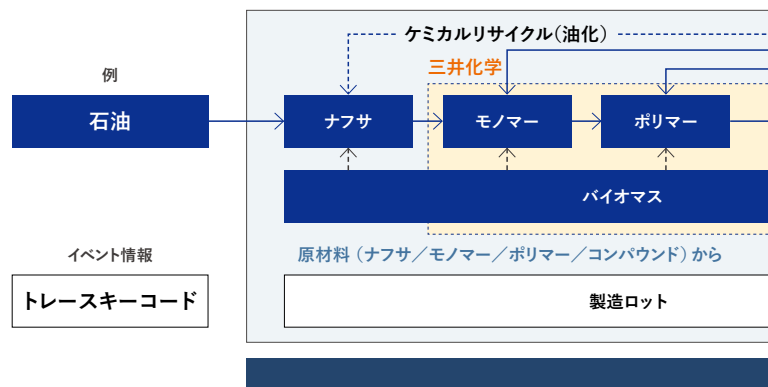 ケミカルリサイクル（油化）
三井化学
例
石油
ナフサ
モノマー
ポリマー
バイオマス
イベント情報
原材料（ナフサ／モノマー／ポリマー／コンパウンド）から
トレースキーコード
製造ロット